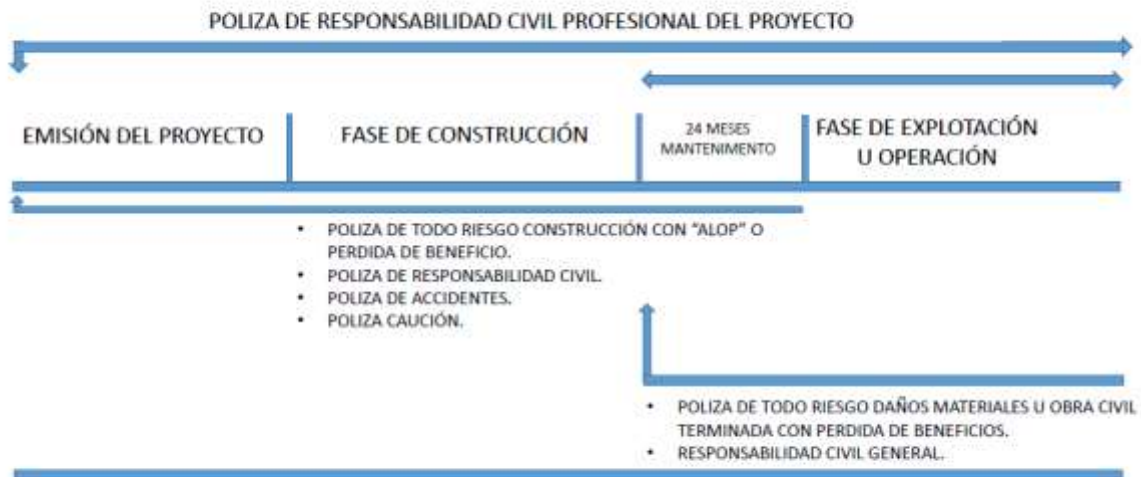 POLIZA DE RESPONSABILIDAD CIVIL PROFESIONAL DEL PROYECTO
EMISIÓN DEL PROYECTO
FASE DE CONSTRUCCIÓN
24 MESES
MANTENIMENTO
FASE DE EXPLOTACIÓN
U OPERACIÓN
• POLIZA DE TODO RIESGO CONSTRUCCIÓN CON “ALOP” O
PERDIDA DE BENEFICIO.
• POLIZA DE RESPONSABILIDAD CIVIL.
• POLIZA DE ACCIDENTES.
• POLIZA CAUCIÓN.
• POLIZA DE TODO RIESGO DAÑOS MATERIALES U OBRA CIVIL
TERMINADA CON PERDIDA DE BENEFICIOS.
• RESPONSABILIDAD CIVIL GENERAL.